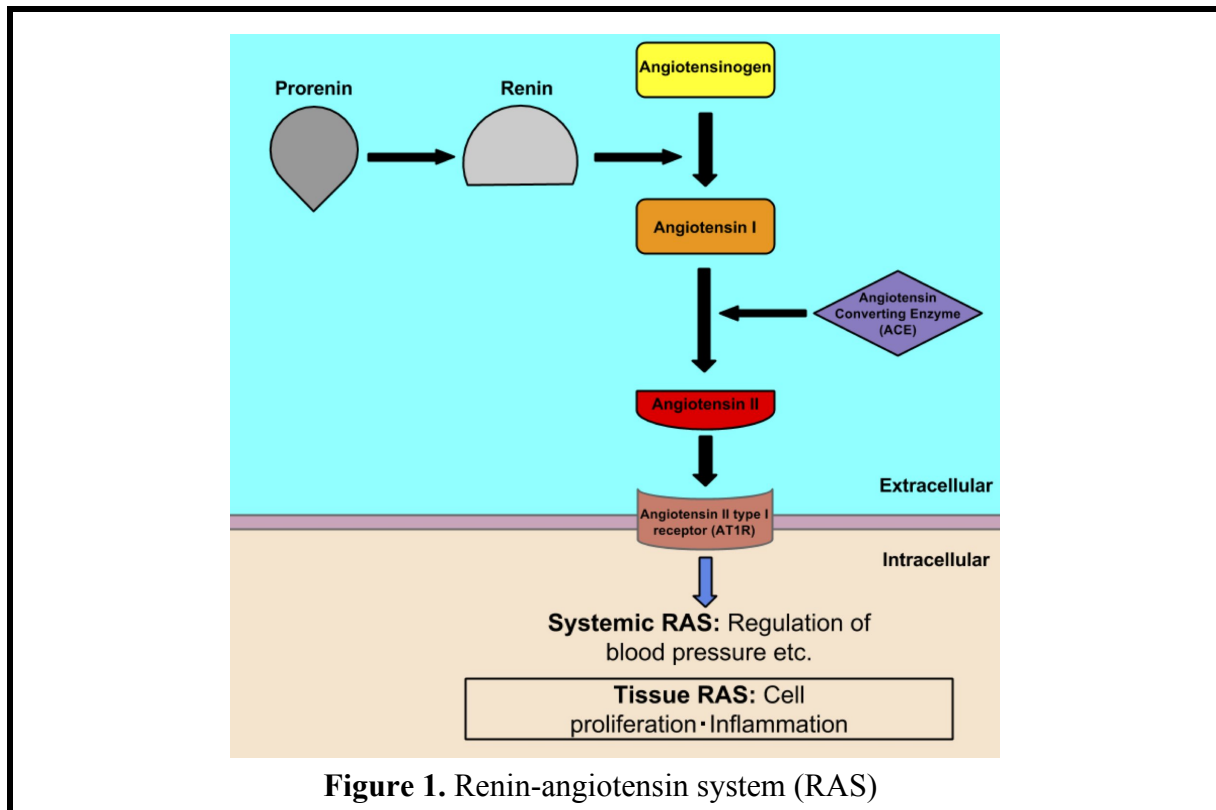 Angiotensinogen
Prorenin
Renin
Angiotensin I
Angiotensin
Converting Enzyme
(ACE)
Angiotensin II
Extracellular
Angiotensin II type I
receptor (AT1R)
Intracellular
Systemic RAS: Regulation of
blood pressure etc.
Tissue RAS: Cell
proliferation・Inflammation
Figure 1. Renin-angiotensin system (RAS)